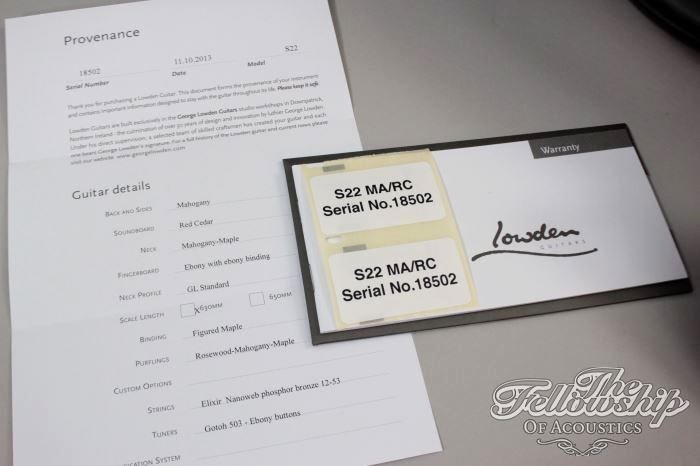 Provenance
18502 11.10.2013 S22
Serial Number Date Model
Thank you for purchasing a Lowden Guitar. This document forms the provenance of your instrument
and contains important information designed to stay with the guitar throughout its life. Please keep it safe.
Lowden Guitars are built exclusively in the George Lowden Guitars studio workshops in Downpatrick,
Northern Ireland - the culmination of over 30 years of design and innovation by luthier George Lowden.
Under his direct supervision, a selected team of skilled craftsmen has created your guitar and each
one bears George Lowden's signature. For a full history of the Lowden guitar and current news please
visit our website: www.georgelowden.com
Guitar details
BACK AND SIDES Mahogany
SOUNDBOARD Red Cedar
NECK Mahogany-Maple
FINGERBOARD Ebony with ebony binding
NECK PROFILE GL Standard
SCALE LENGTH X 630MM 650MM
BINDING Figured Maple
PURFLINGS Rosewood-Mahogany-Maple
CUSTOM OPTIONS
STRINGS Elixir Nanoweb phosphor bronze 12-53
TUNERS Gotoh 503 - Ebony buttons
ICATION SYSTEM
Warranty
S22 MA/RC
Serial No.18502
S22 MA/RC
Serial No.18502
lowden
GUITARS
The
Fellowship
OF ACOUSTICS